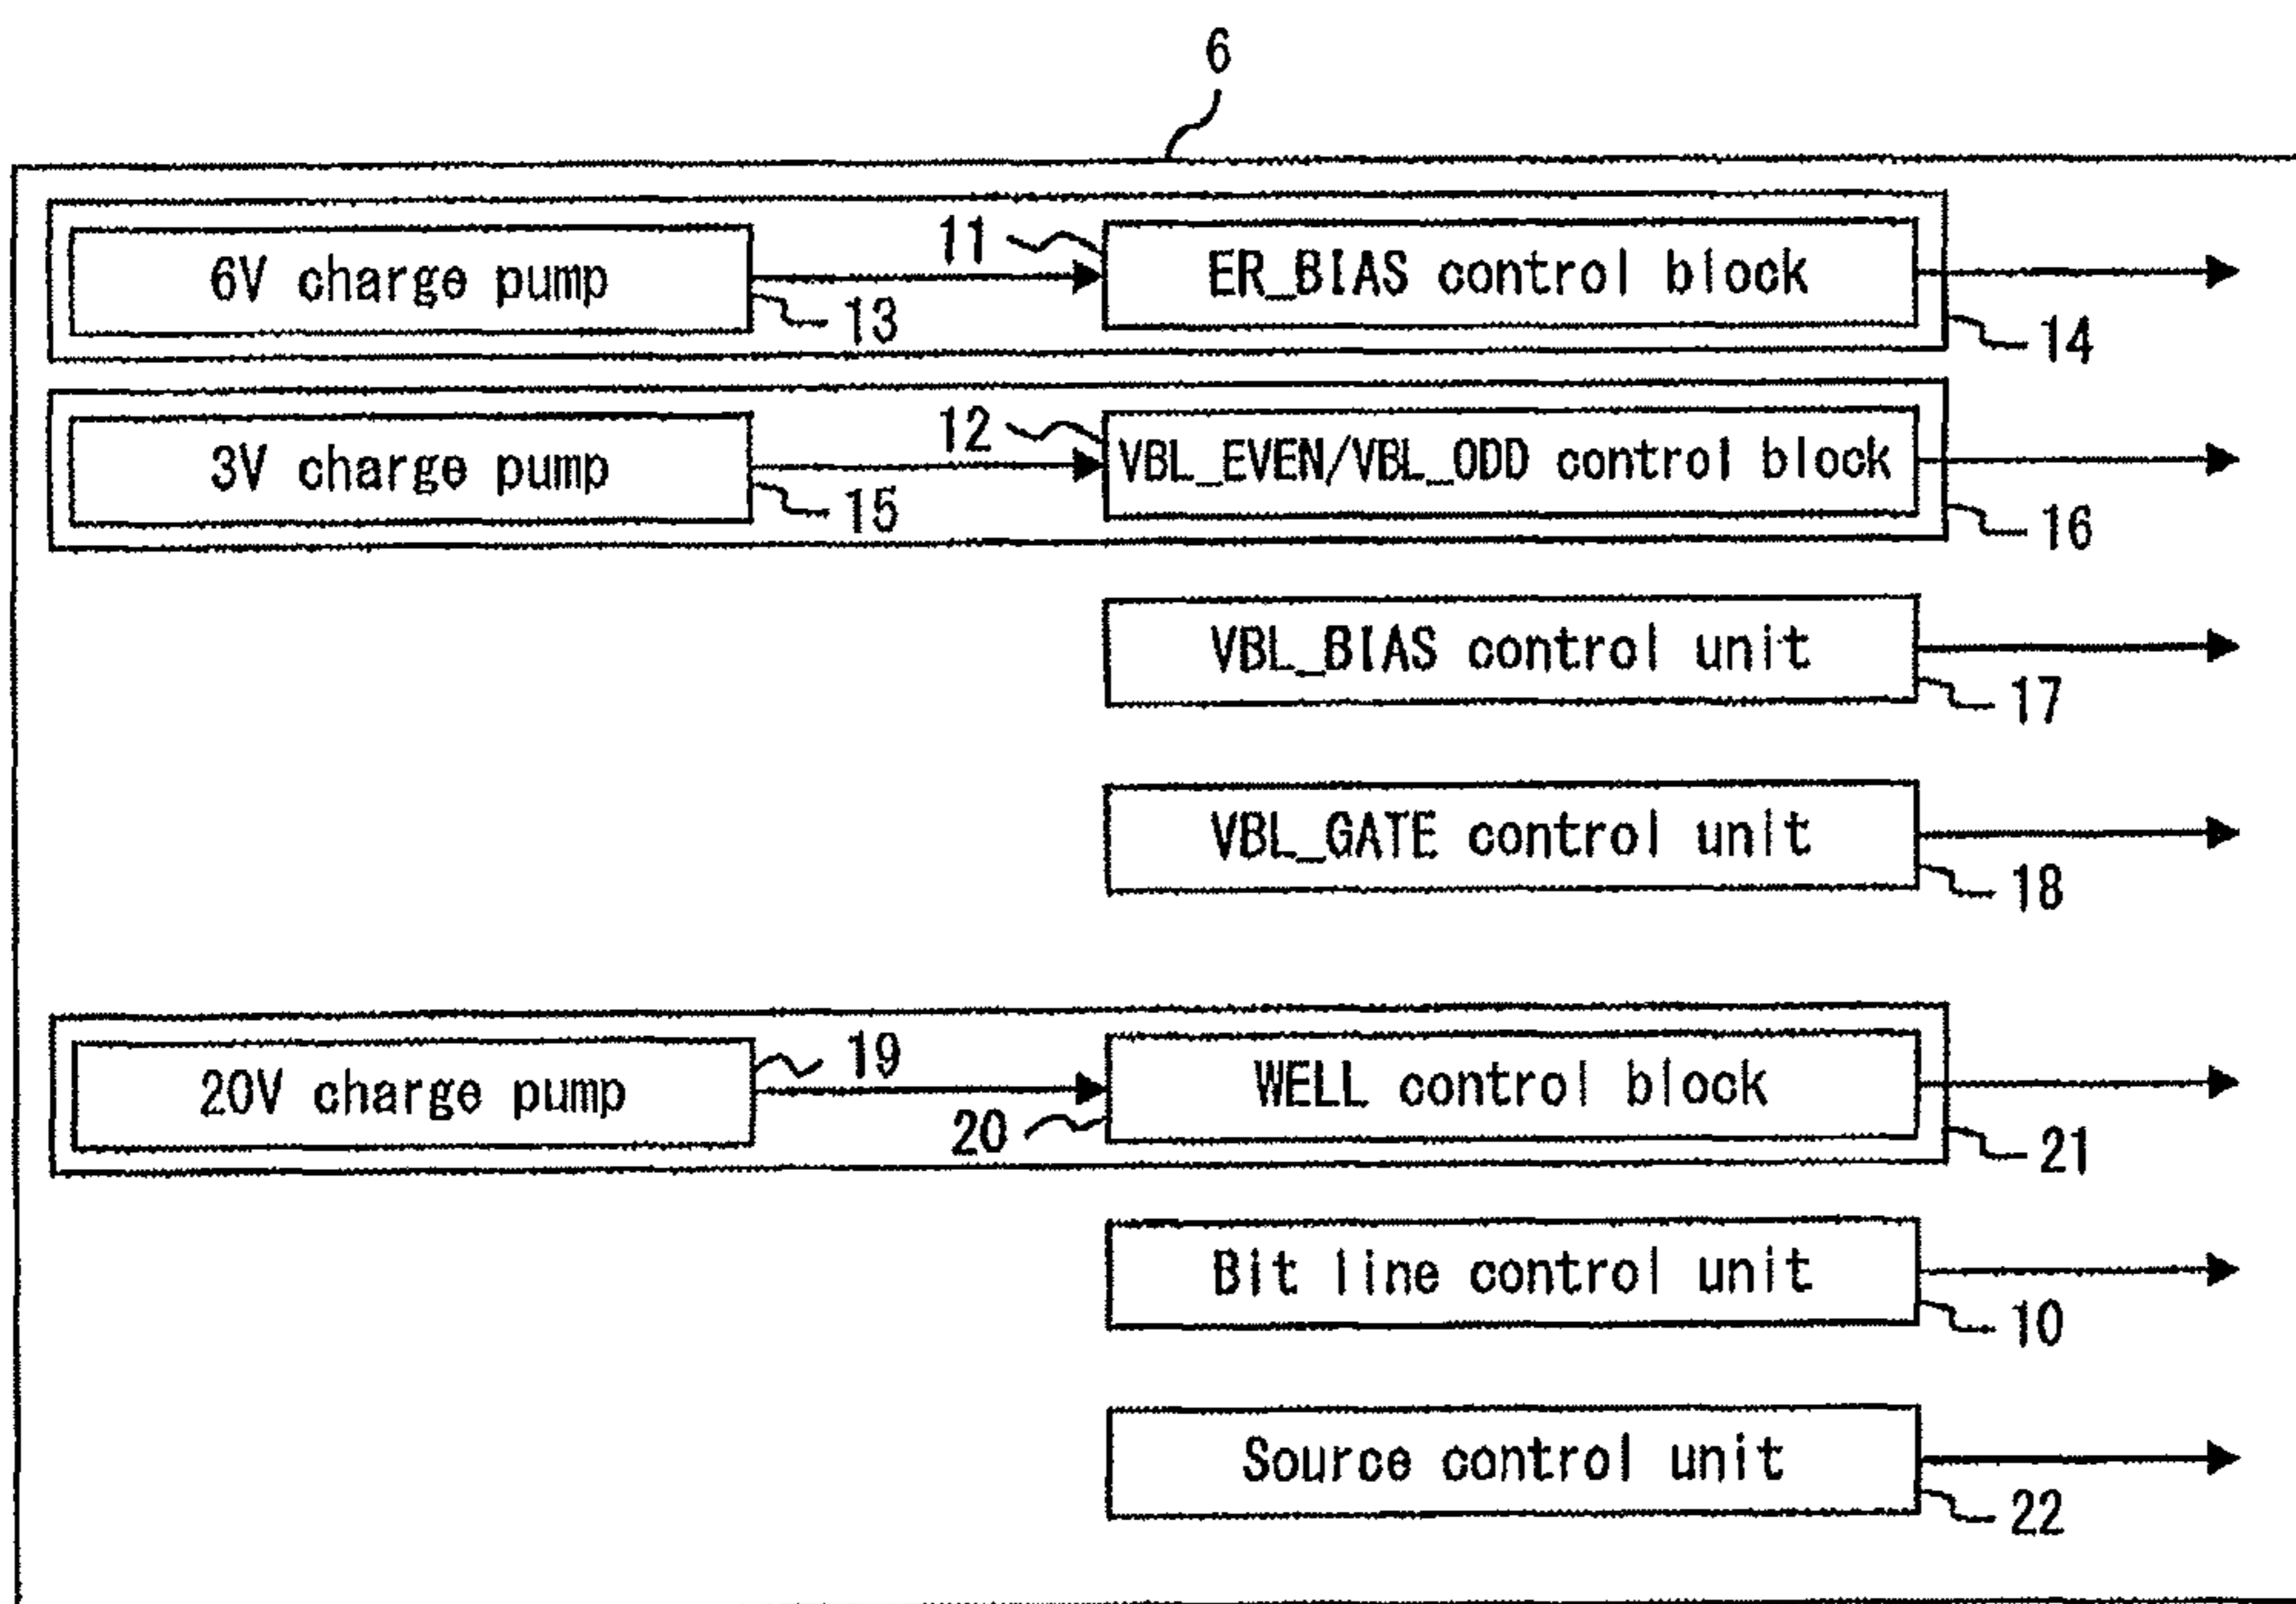 6
6V charge pump
13
11
ER_BIAS control block
14
3V charge pump
15
12
VBL_EVEN/VBL_ODD control block
16
VBL_BIAS control unit
17
VBL_GATE control unit
18
20V charge pump
19
20
WELL control block
21
Bit line control unit
10
Source control unit
22